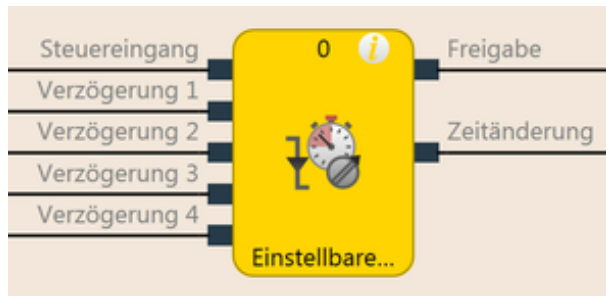 Steuereingang
Verzögerung 1
Verzögerung 2
Verzögerung 3
Verzögerung 4
0
i
Einstellbare...
Freigabe
Zeitänderung